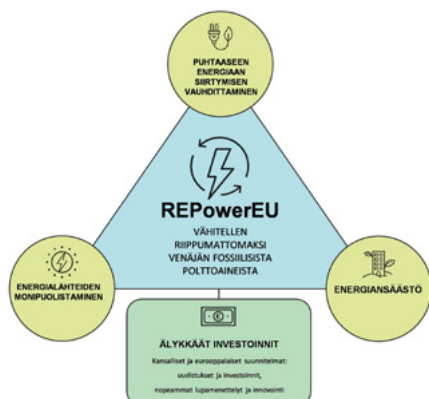 PUHTAASEEN
ENERGIAAN
SIIRTYMISEN
VAUHDITTAMINEN
REPowerEU
VÄHITELLEN
RIIPPUMATTOMAKSI
VENÄJÄN FOSSIILISISTA
POLTTOAINEISTA
ENERGIALÄHTEIDEN
MONIPUOLISTAMINEN
ENERGIANSÄÄSTÖ
€
ÄLYKKÄÄT INVESTOINNIT
Kansalliset ja eurooppalaiset suunnitelmat:
uudistukset ja investoinnit,
nopeammat lupamenettelyt ja innovointi